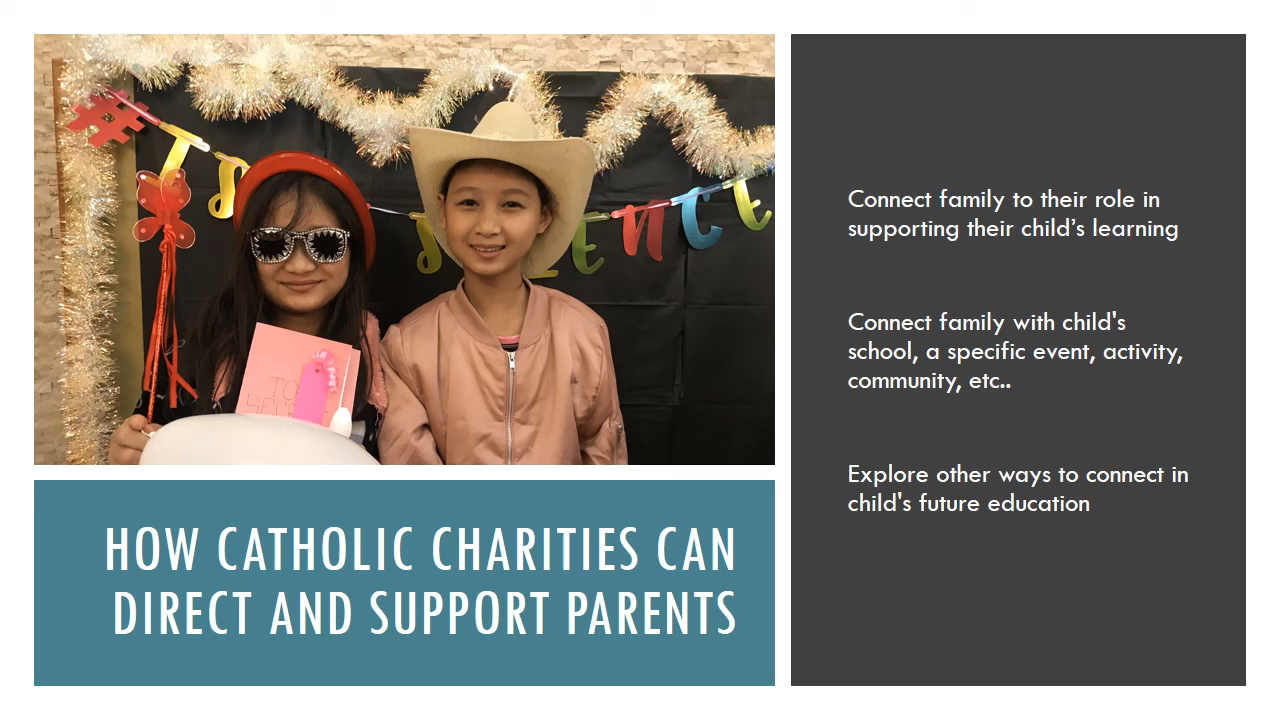 HOW CATHOLIC CHARITIES CAN
DIRECT AND SUPPORT PARENTS
Connect family to their role in
supporting their child’s learning
Connect family with child's
school, a specific event, activity,
community, etc..
Explore other ways to connect in
child's future education